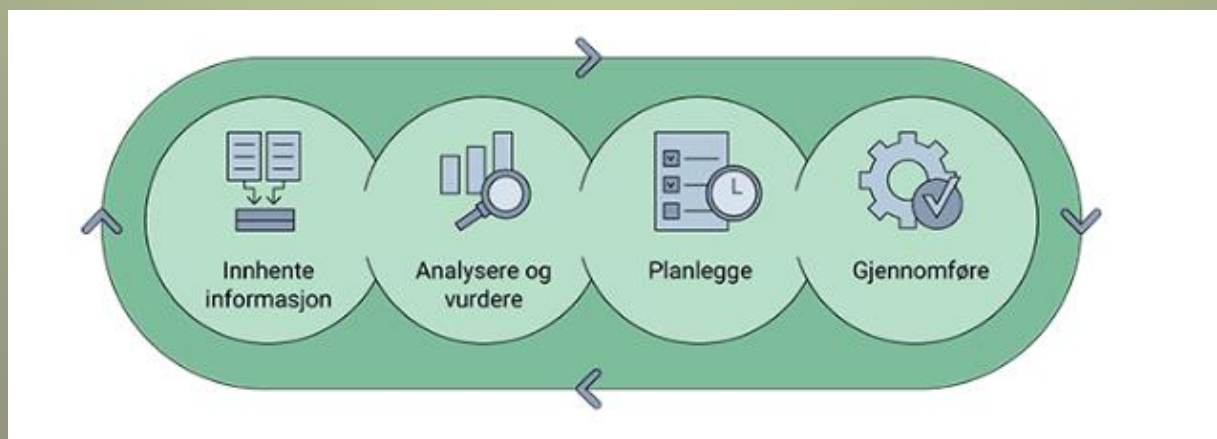 Innhente
informasjon
Analysere og
vurdere
Planlegge
Gjennomføre